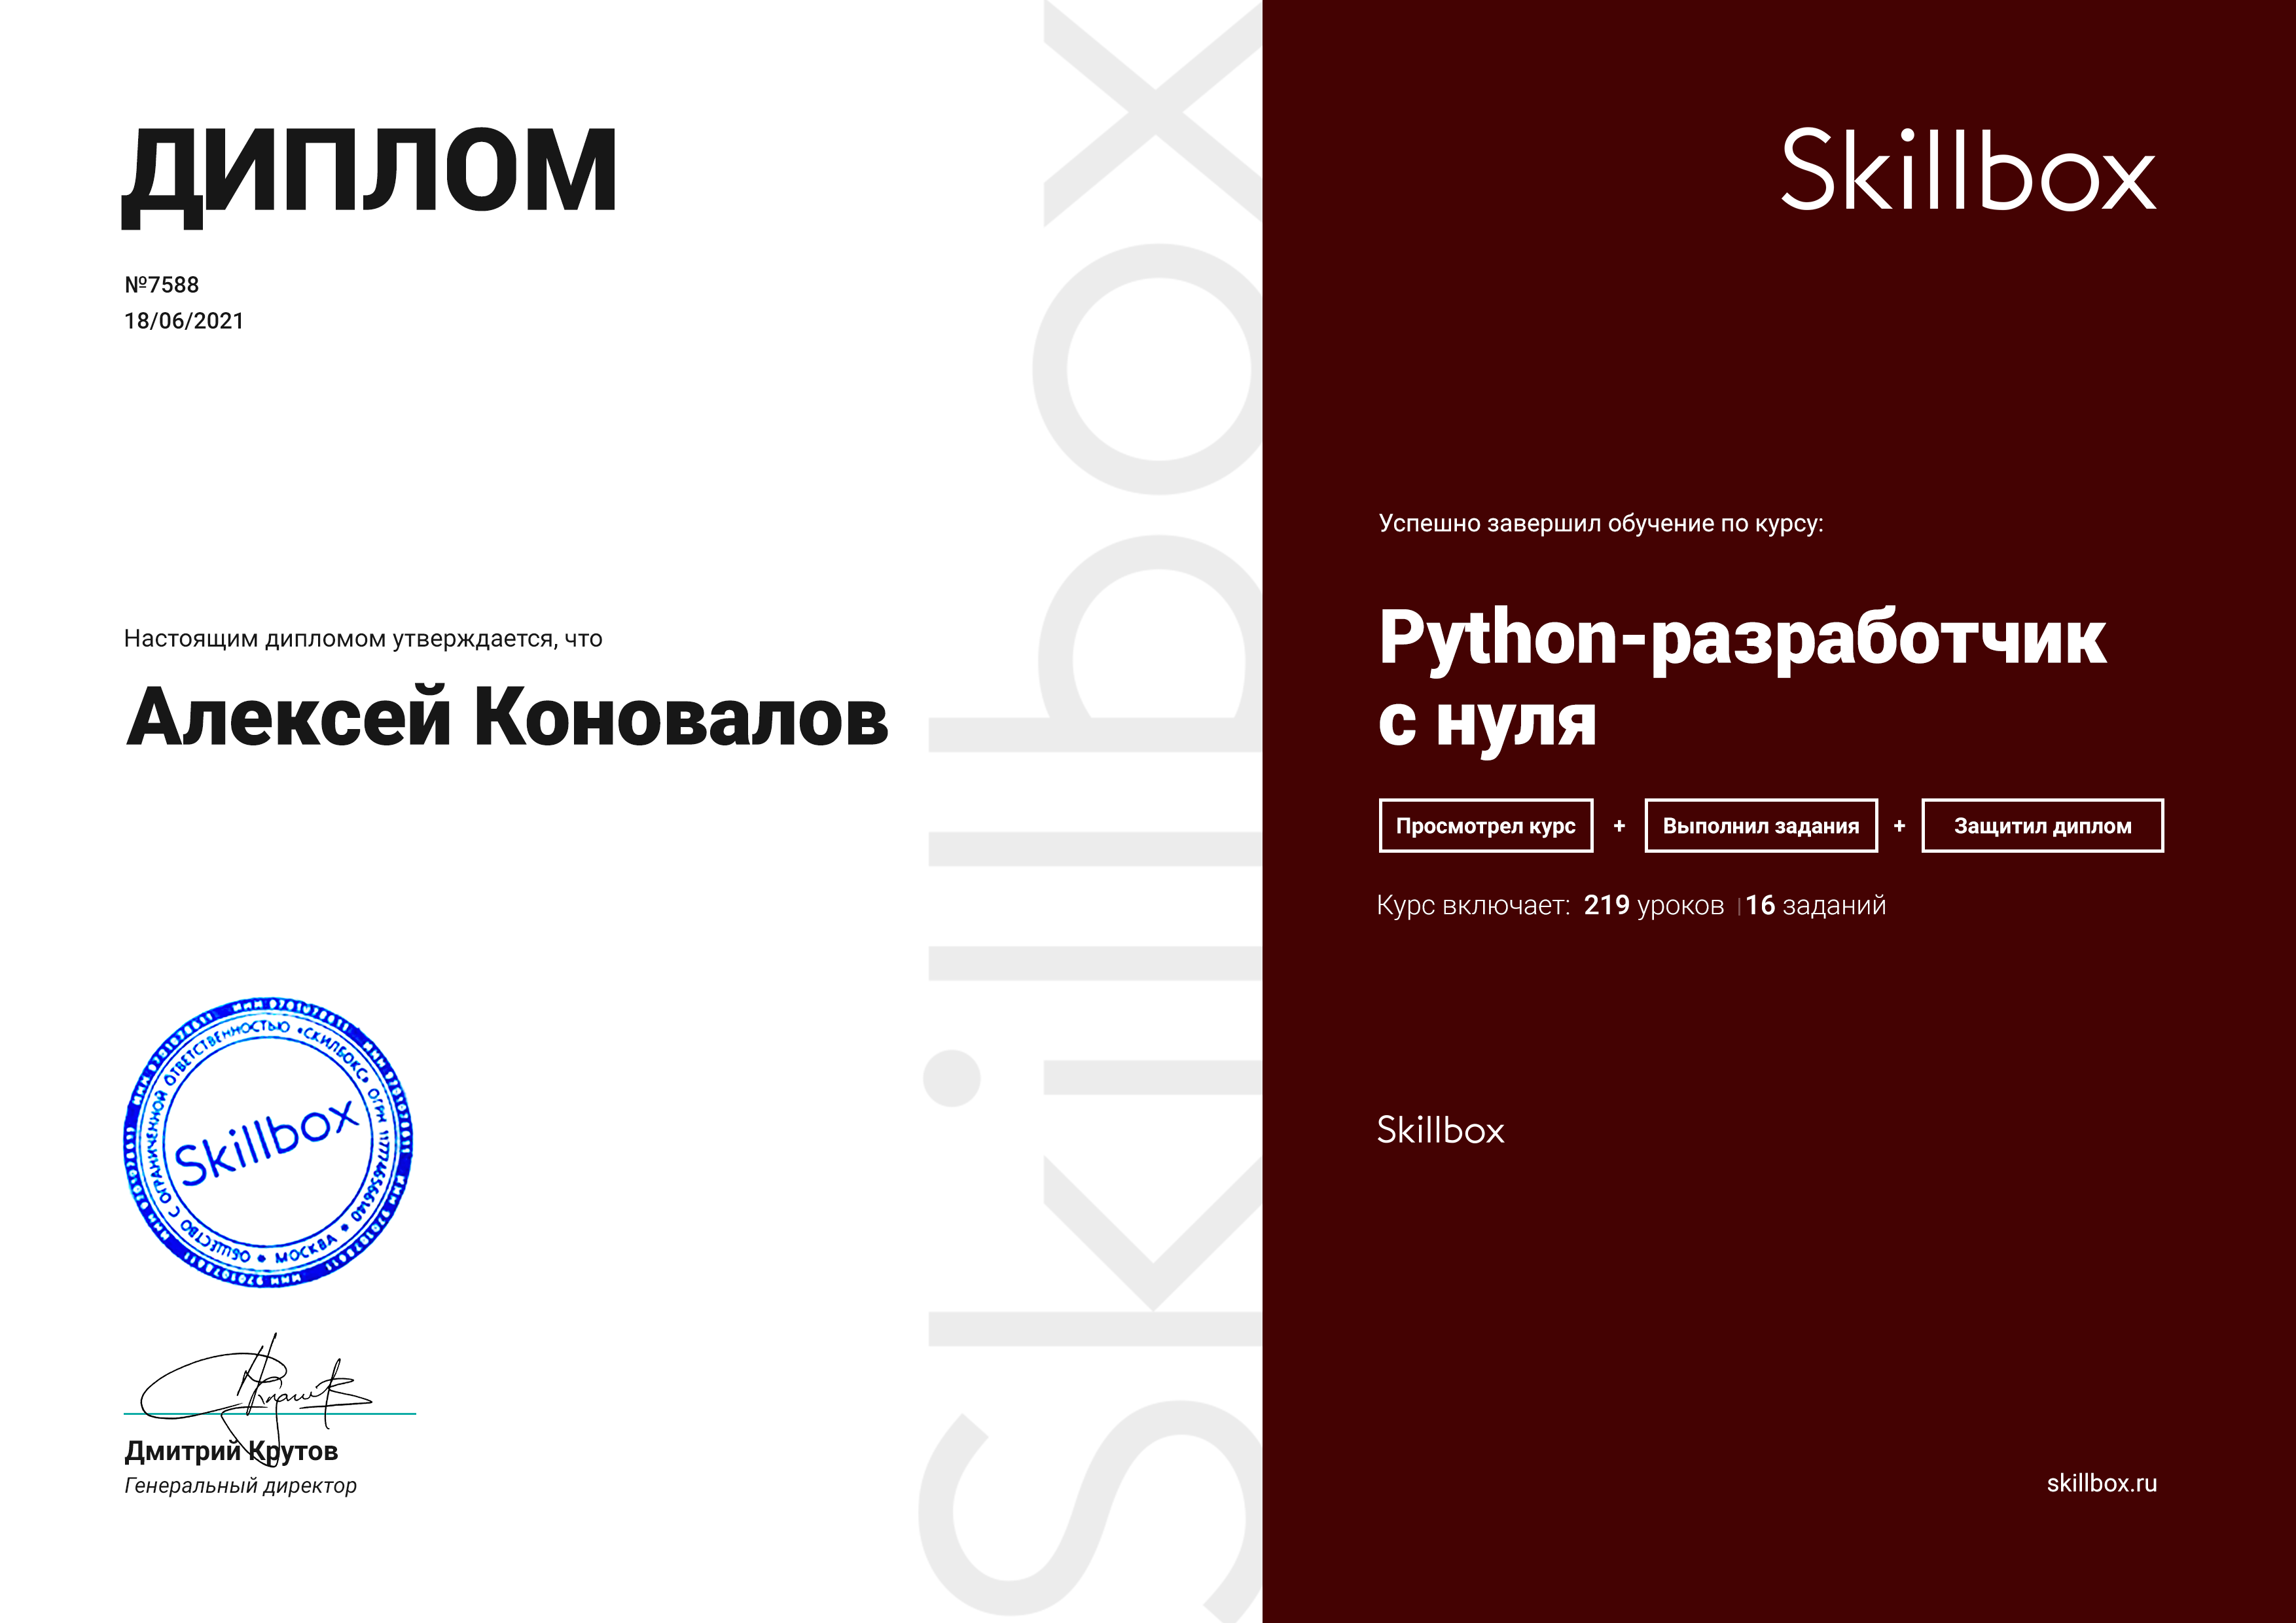 ДИПЛОМ
№7588
18/06/2021
Настоящим дипломом утверждается, что
Алексей Коновалов
ОБЩЕСТВО С ОГРАНИЧЕННОЙ ОТВЕТСТВЕННОСТЬЮ «СКИЛБОКС» ОГРН 1177746566140 • МОСКВА •
Skillbox
Дмитрий Крутов
Генеральный директор
Skillbox
Skillbox
Успешно завершил обучение по курсу:
Python-разработчик
с нуля
Просмотрел курс + Выполнил задания + Защитил диплом
Курс включает: 219 уроков | 16 заданий
Skillbox
skillbox.ru